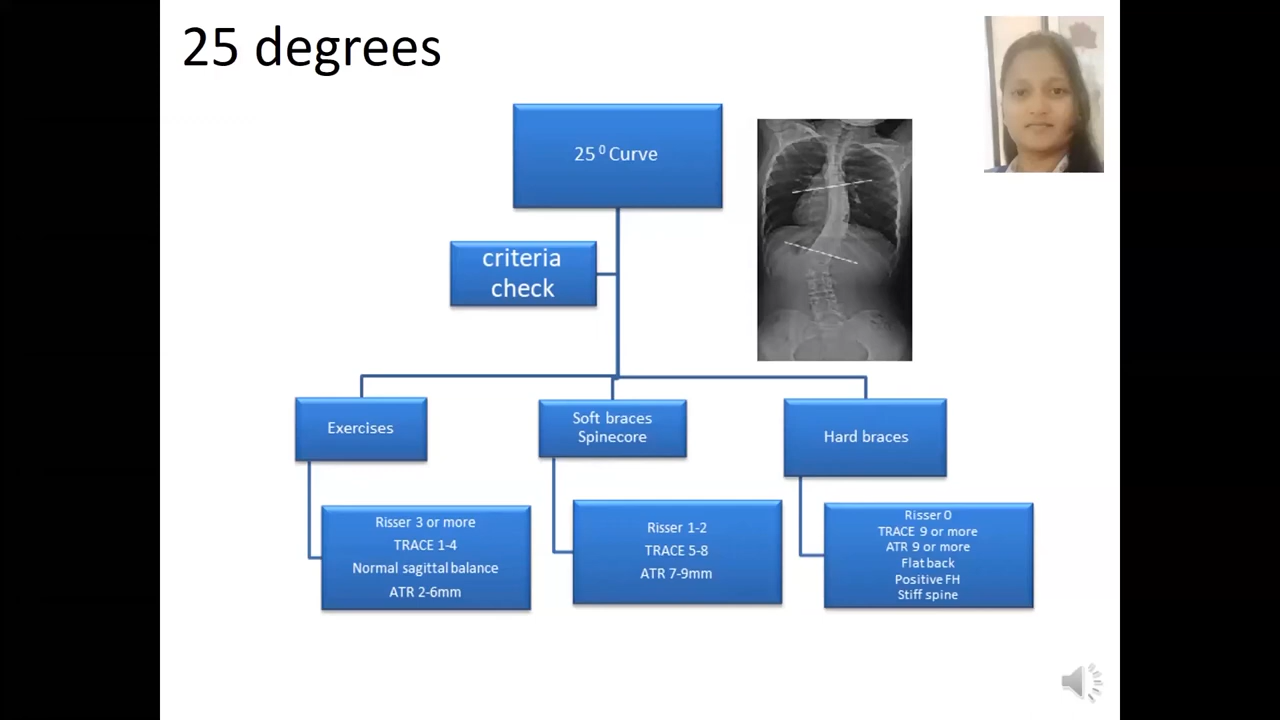 25 degrees
25 ⁰ Curve
criteria
check
Exercises
Soft braces
Spinecore
Hard braces
Risser 3 or more
TRACE 1-4
Normal sagittal balance
ATR 2-6mm
Risser 1-2
TRACE 5-8
ATR 7-9mm
Risser 0
TRACE 9 or more
ATR 9 or more
Flat back
Positive FH
Stiff spine